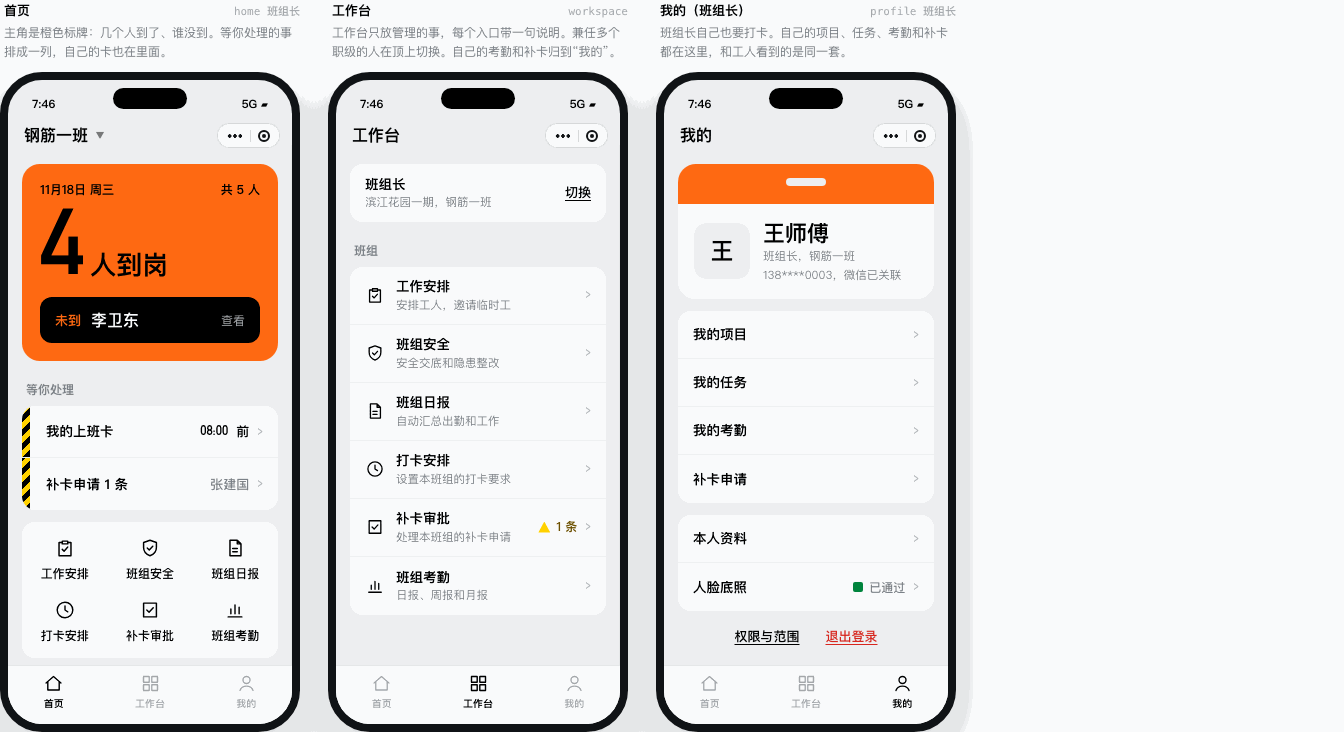 首页
home 班组长
主角是橙色标牌：几个人到了、谁没到。等你处理的事
排成一列，自己的卡也在里面。
7:46
5G
钢筋一班
11月18日 周三
共 5 人
4 人到岗
未到 李卫东 查看
等你处理
我的上班卡 08:00 前
补卡申请 1 条 张建国
工作安排 班组安全 班组日报
打卡安排 补卡审批 班组考勤
首页 工作台 我的
工作台
workspace
工作台只放管理的事，每个入口带一句说明。兼任多个
职级的人在顶上切换。自己的考勤和补卡归到“我的”。
7:46
5G
工作台
班组长
滨江花园一期，钢筋一班
切换
班组
工作安排
安排工人，邀请临时工
班组安全
安全交底和隐患整改
班组日报
自动汇总出勤和工作
打卡安排
设置本班组的打卡要求
补卡审批
处理本班组的补卡申请
1 条
班组考勤
日报、周报和月报
首页 工作台 我的
我的（班组长）
profile 班组长
班组长自己也要打卡。自己的项目、任务、考勤和补卡
都在这里，和工人看到的是同一套。
7:46
5G
我的
王
王师傅
班组长，钢筋一班
138****0003，微信已关联
我的项目
我的任务
我的考勤
补卡申请
本人资料
人脸底照 已通过
权限与范围 退出登录
首页 工作台 我的